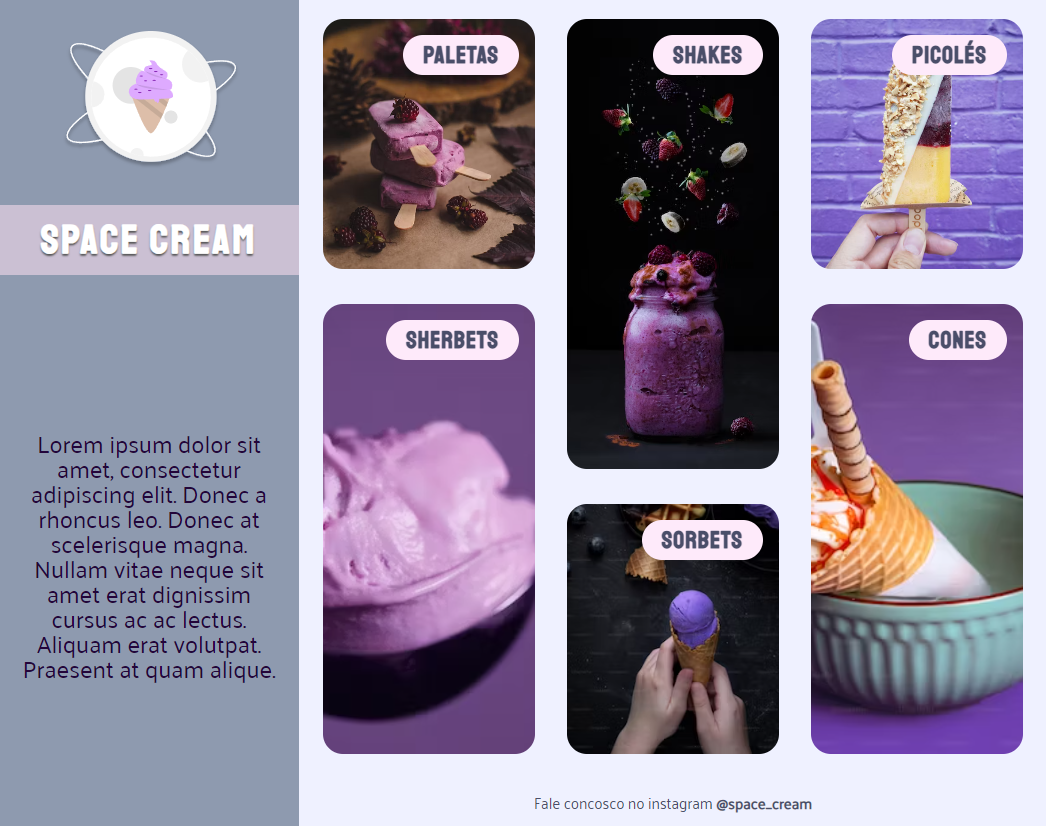 SPACE CREAM
Lorem ipsum dolor sit
amet, consectetur
adipiscing elit. Donec a
rhoncus leo. Donec at
scelerisque magna.
Nullam vitae neque sit
amet erat dignissim
cursus ac ac lectus.
Aliquam erat volutpat.
Praesent at quam alique.
PALETAS
SHAKES
PICOLÉS
SHERBETS
CONES
SORBETS
Fale concosco no instagram @space_cream